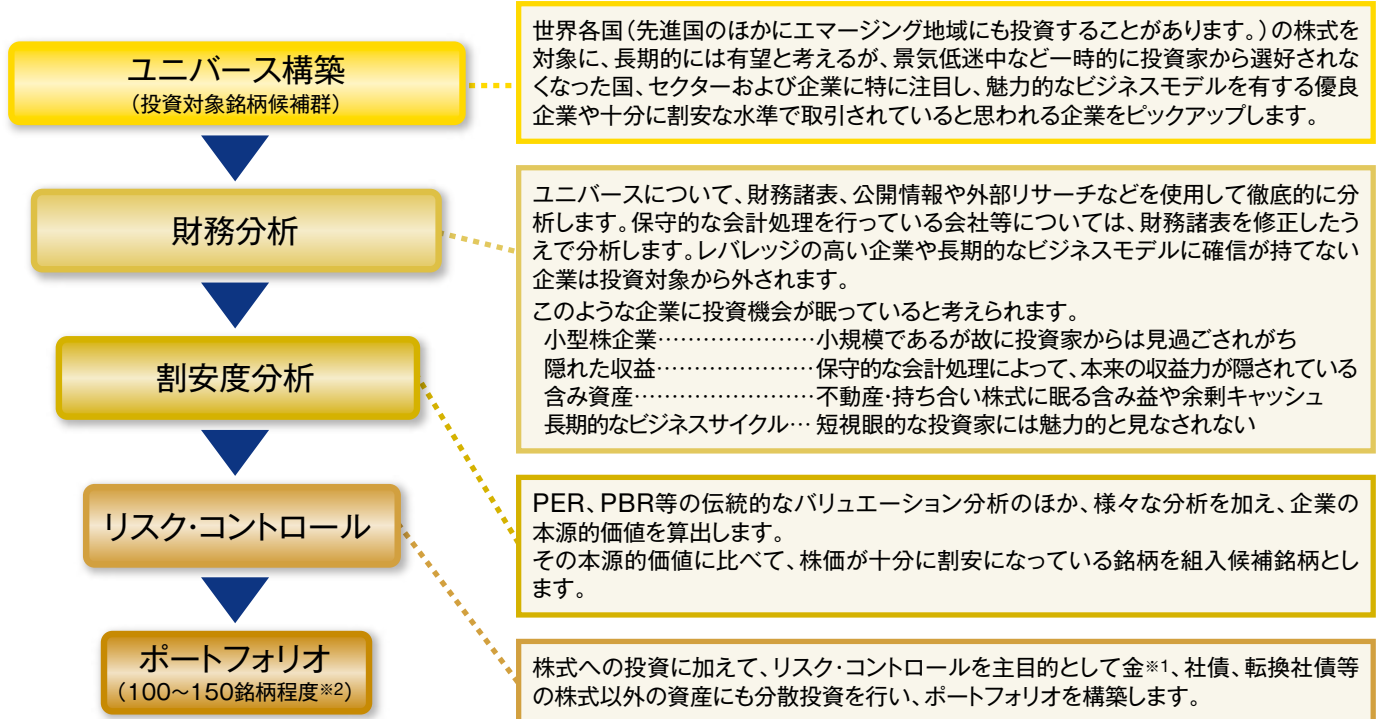 ユニバース構築
（投資対象銘柄候補群）
世界各国（先進国のほかにエマージング地域にも投資することがあります。）の株式を
対象に、長期的には有望と考えるが、景気低迷中など一時的に投資家から選好されな
くなった国、セクターおよび企業に特に注目し、魅力的なビジネスモデルを有する優良
企業や十分に割安な水準で取引されていると思われる企業をピックアップします。
財務分析
ユニバースについて、財務諸表、公開情報や外部リサーチなどを使用して徹底的に分
析します。保守的な会計処理を行っている会社等については、財務諸表を修正したう
えで分析します。レバレッジの高い企業や長期的なビジネスモデルに確信が持てない
企業は投資対象から外されます。
このような企業に投資機会が眠っていると考えられます。
小型株企業…………………小規模であるが故に投資家からは見過ごされがち
隠れた収益…………………保守的な会計処理によって、本来の収益力が隠されている
含み資産……………………不動産・持ち合い株式に眠る含み益や余剰キャッシュ
長期的なビジネスサイクル…短視眼的な投資家には魅力的と見なされない
割安度分析
PER、PBR等の伝統的なバリュエーション分析のほか、様々な分析を加え、企業の
本源的価値を算出します。
その本源的価値に比べて、株価が十分に割安になっている銘柄を組入候補銘柄とし
ます。
リスク・コントロール
株式への投資に加えて、リスク・コントロールを主目的として金※1、社債、転換社債等
の株式以外の資産にも分散投資を行い、ポートフォリオを構築します。
ポートフォリオ
（100～150銘柄程度※2）